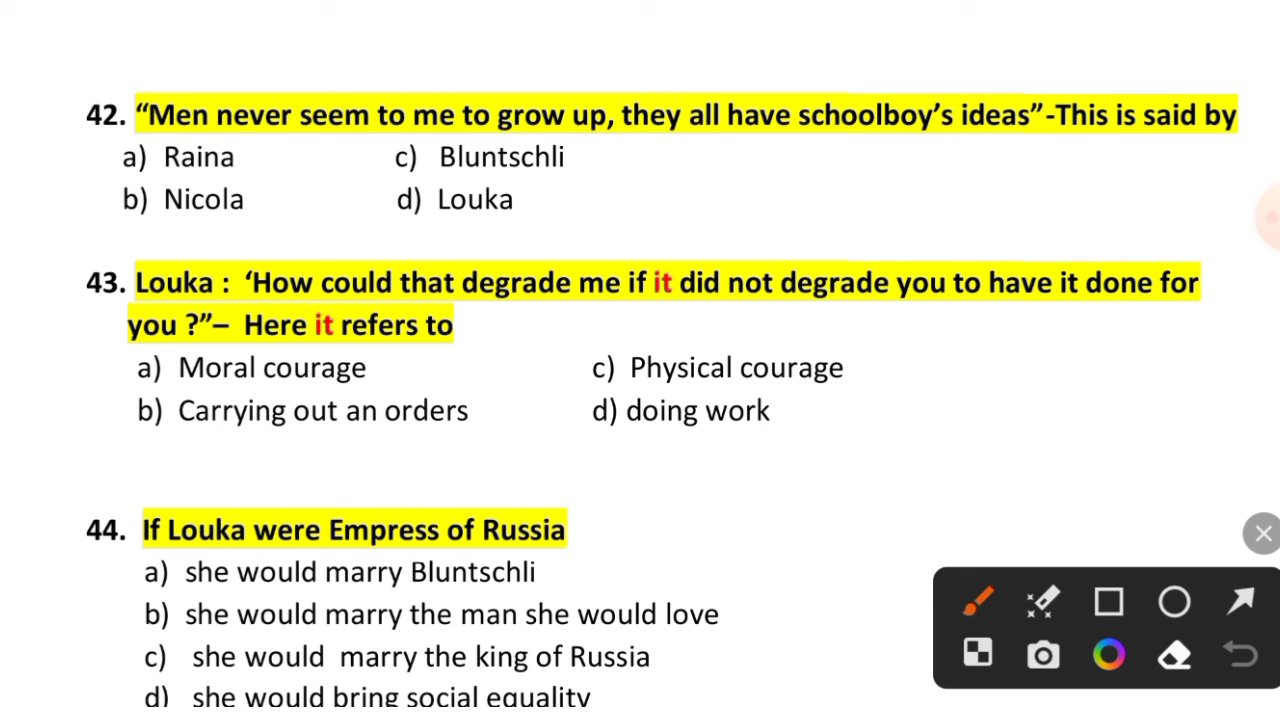 42. “Men never seem to me to grow up, they all have schoolboy’s ideas”-This is said by
a) Raina c) Bluntschli
b) Nicola d) Louka
43. Louka : ‘How could that degrade me if it did not degrade you to have it done for
you ?”– Here it refers to
a) Moral courage c) Physical courage
b) Carrying out an orders d) doing work
44. If Louka were Empress of Russia
a) she would marry Bluntschli
b) she would marry the man she would love
c) she would marry the king of Russia
d) she would bring social equality